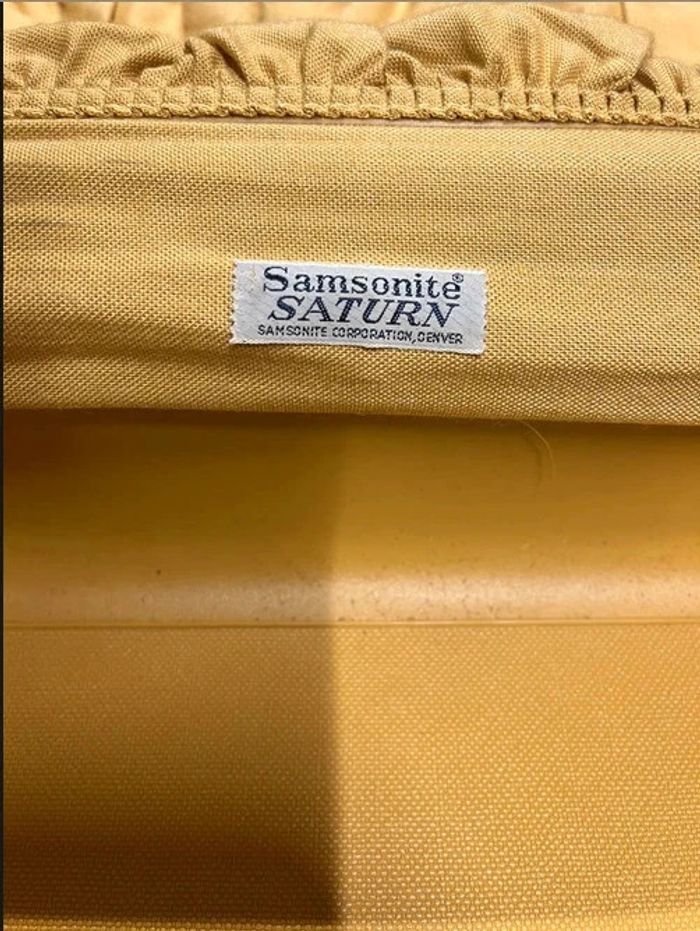 Samsonite®
SATURN
SAMSONITE CORPORATION, DENVER